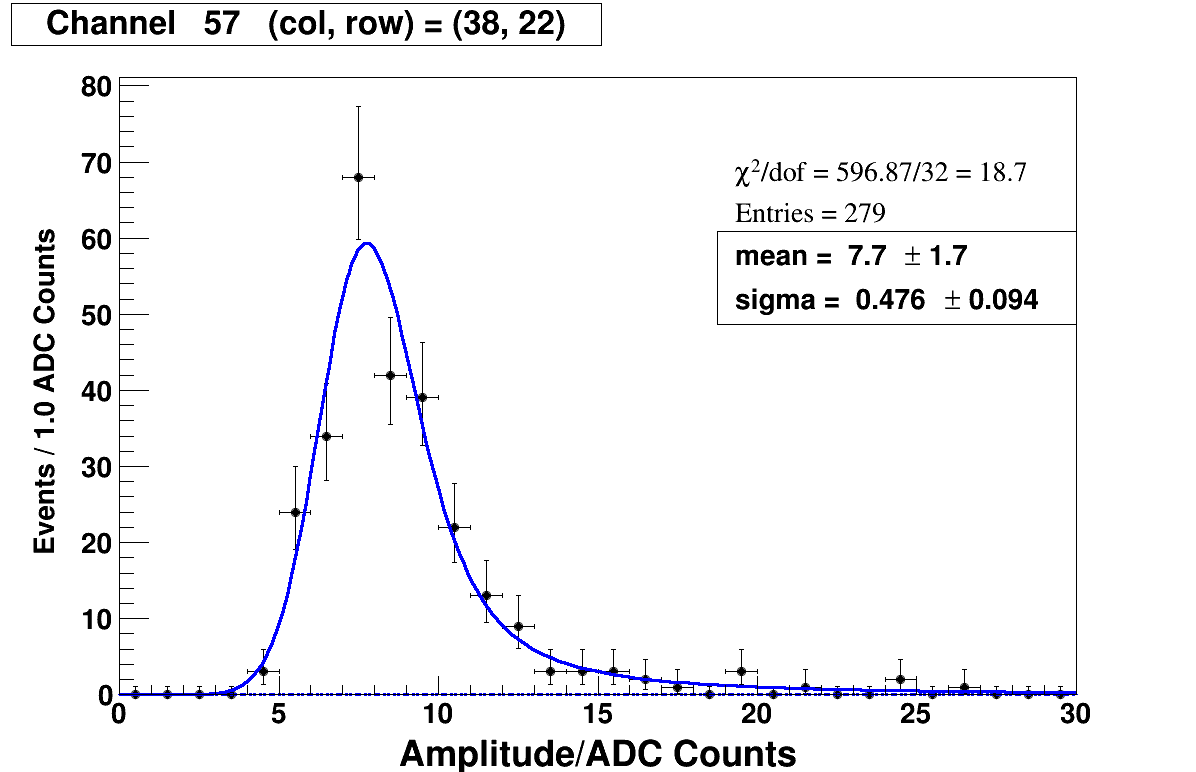 Channel 57 (col, row) = (38, 22)
80
70
60
50
40
30
20
10
0
Events / 1.0 ADC Counts
χ²/dof = 596.87/32 = 18.7
Entries = 279
mean = 7.7 ± 1.7
sigma = 0.476 ± 0.094
0 5 10 15 20 25 30
Amplitude/ADC Counts